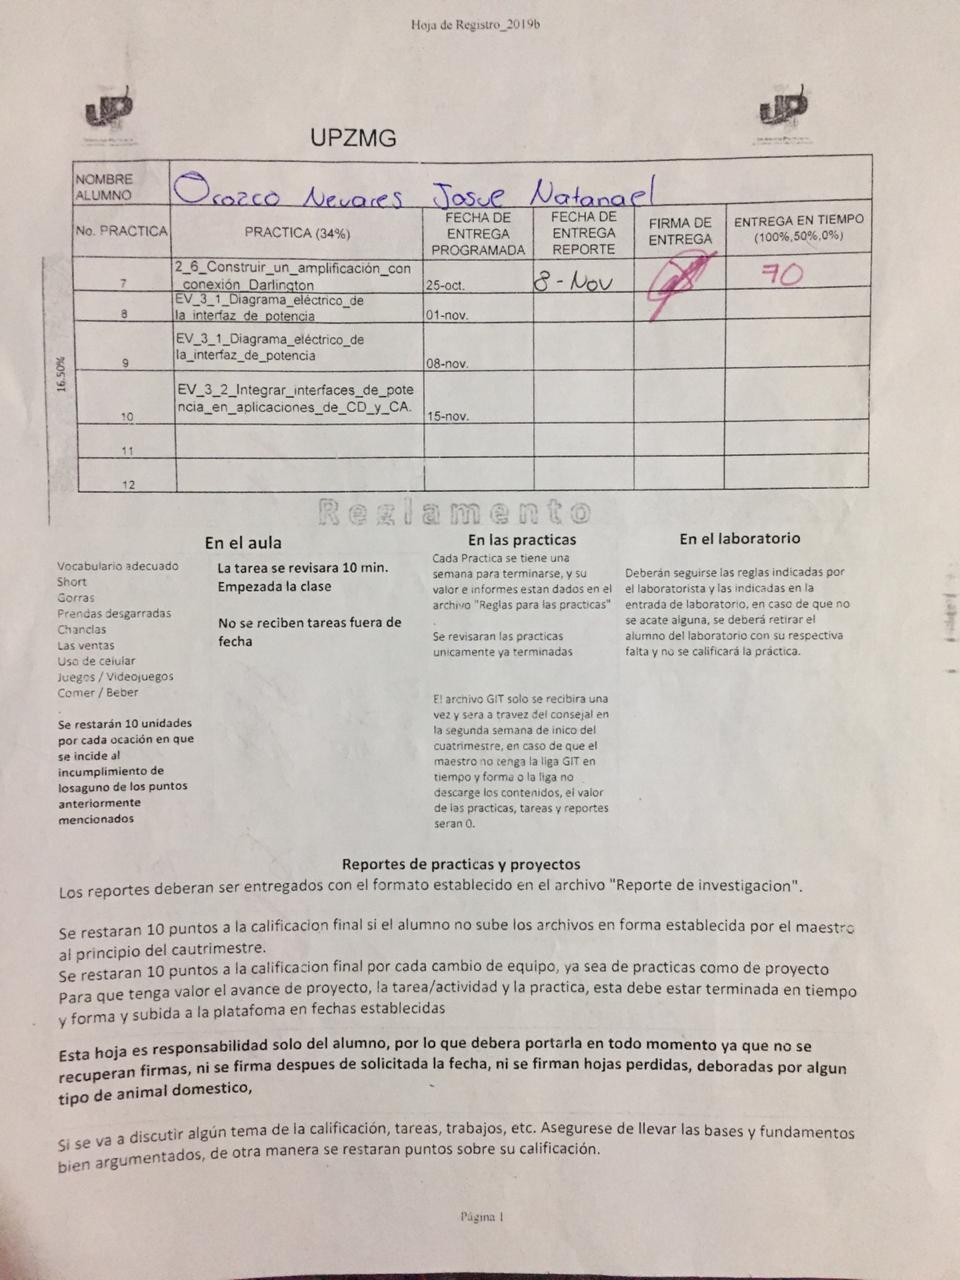 Hoja de Registro_2019b
UP
UP
UPZMG
NOMBRE ALUMNO
Orozco Nevares Josue Natanael
No. PRACTICA
PRACTICA (34%)
FECHA DE ENTREGA PROGRAMADA
FECHA DE ENTREGA REPORTE
FIRMA DE ENTREGA
ENTREGA EN TIEMPO (100%,50%,0%)
16.50%
7
2_6_Construir_un_amplificación_con
_conexión_Darlington
25-oct.
8-Nov
70
8
EV_3_1_Diagrama_eléctrico_de
la_interfaz_de_potencia
01-nov.
9
EV_3_1_Diagrama_eléctrico_de
la_interfaz_de_potencia
08-nov.
10
EV_3_2_Integrar_interfaces_de_pote
ncia_en_aplicaciones_de_CD_y_CA.
15-nov.
11
12
Reglamento
En el aula
Vocabulario adecuado
Short
Gorras
Prendas desgarradas
Chanclas
Las ventas
Uso de celular
Juegos / Videojuegos
Comer / Beber
Se restarán 10 unidades
por cada ocación en que
se incide al
incumplimiento de
losaguno de los puntos
anteriormente
mencionados
La tarea se revisara 10 min.
Empezada la clase
No se reciben tareas fuera de
fecha
En las practicas
Cada Practica se tiene una
semana para terminarse, y su
valor e informes estan dados en el
archivo "Reglas para las practicas"
Se revisaran las practicas
unicamente ya terminadas
El archivo GIT solo se recibira una
vez y sera a travez del consejal en
la segunda semana de inico del
cuatrimestre, en caso de que el
maestro no tenga la liga GIT en
tiempo y forma o la liga no
descarge los contenidos, el valor
de las practicas, tareas y reportes
seran 0.
En el laboratorio
Deberán seguirse las reglas indicadas por
el laboratorista y las indicadas en la
entrada de laboratorio, en caso de que no
se acate alguna, se deberá retirar el
alumno del laboratorio con su respectiva
falta y no se calificará la práctica.
Reportes de practicas y proyectos
Los reportes deberan ser entregados con el formato establecido en el archivo "Reporte de investigacion".
Se restaran 10 puntos a la calificacion final si el alumno no sube los archivos en forma establecida por el maestro
al principio del cautrimestre.
Se restaran 10 puntos a la calificacion final por cada cambio de equipo, ya sea de practicas como de proyecto
Para que tenga valor el avance de proyecto, la tarea/actividad y la practica, esta debe estar terminada en tiempo
y forma y subida a la platafoma en fechas establecidas
Esta hoja es responsabilidad solo del alumno, por lo que debera portarla en todo momento ya que no se
recuperan firmas, ni se firma despues de solicitada la fecha, ni se firman hojas perdidas, deboradas por algun
tipo de animal domestico,
Si se va a discutir algún tema de la calificación, tareas, trabajos, etc. Asegurese de llevar las bases y fundamentos
bien argumentados, de otra manera se restaran puntos sobre su calificación.
Página 1